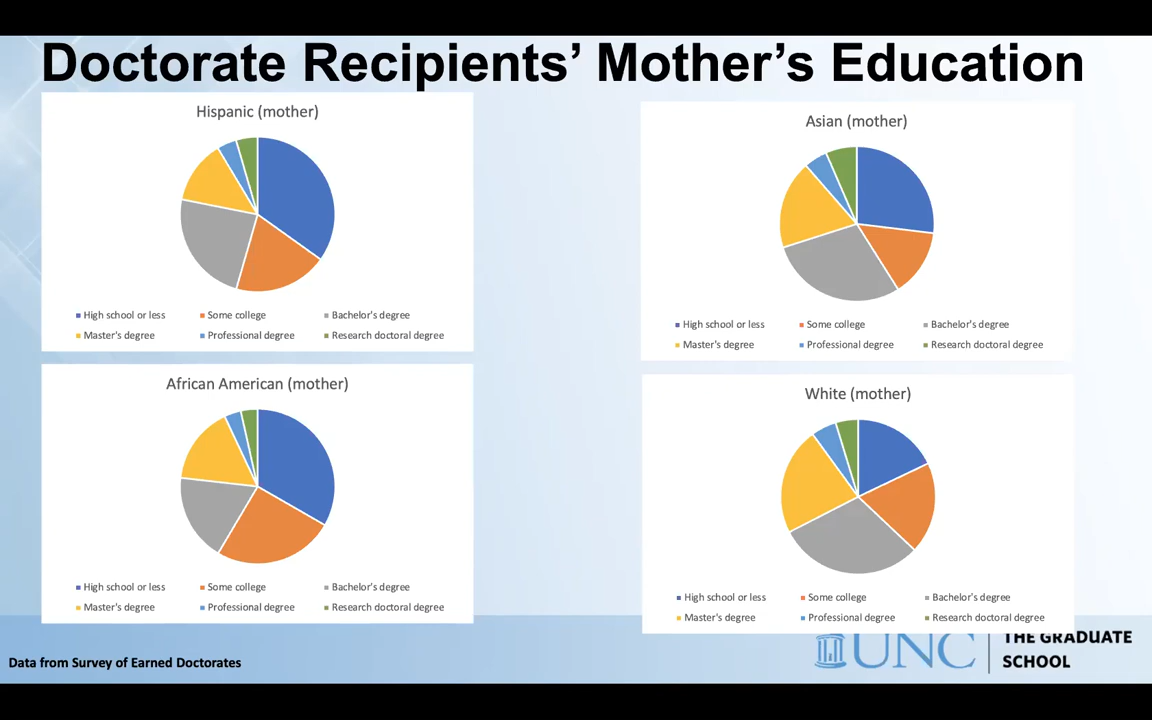 Doctorate Recipients’ Mother’s Education
Hispanic (mother)
High school or less Some college Bachelor's degree
Master's degree Professional degree Research doctoral degree
Asian (mother)
High school or less Some college Bachelor's degree
Master's degree Professional degree Research doctoral degree
African American (mother)
High school or less Some college Bachelor's degree
Master's degree Professional degree Research doctoral degree
White (mother)
High school or less Some college Bachelor's degree
Master's degree Professional degree Research doctoral degree
Data from Survey of Earned Doctorates
UNC
THE GRADUATE
SCHOOL